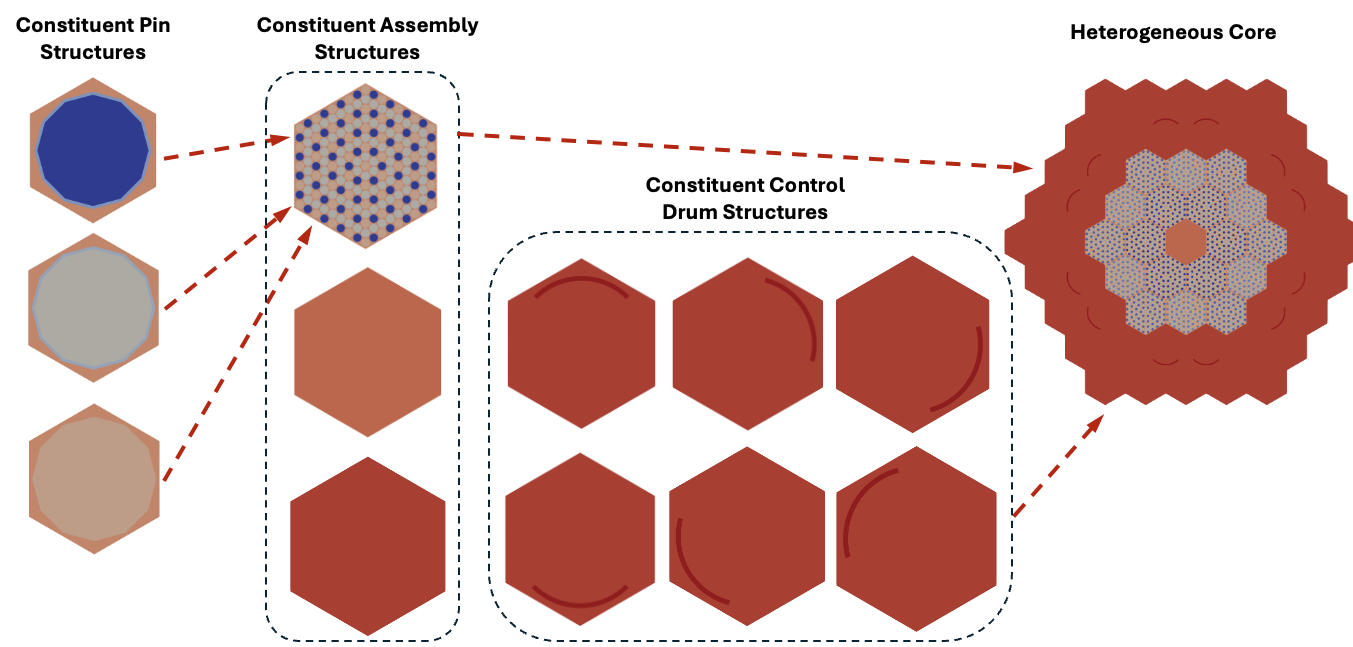 Constituent Pin
Structures
Constituent Assembly
Structures
Heterogeneous Core
Constituent Control
Drum Structures